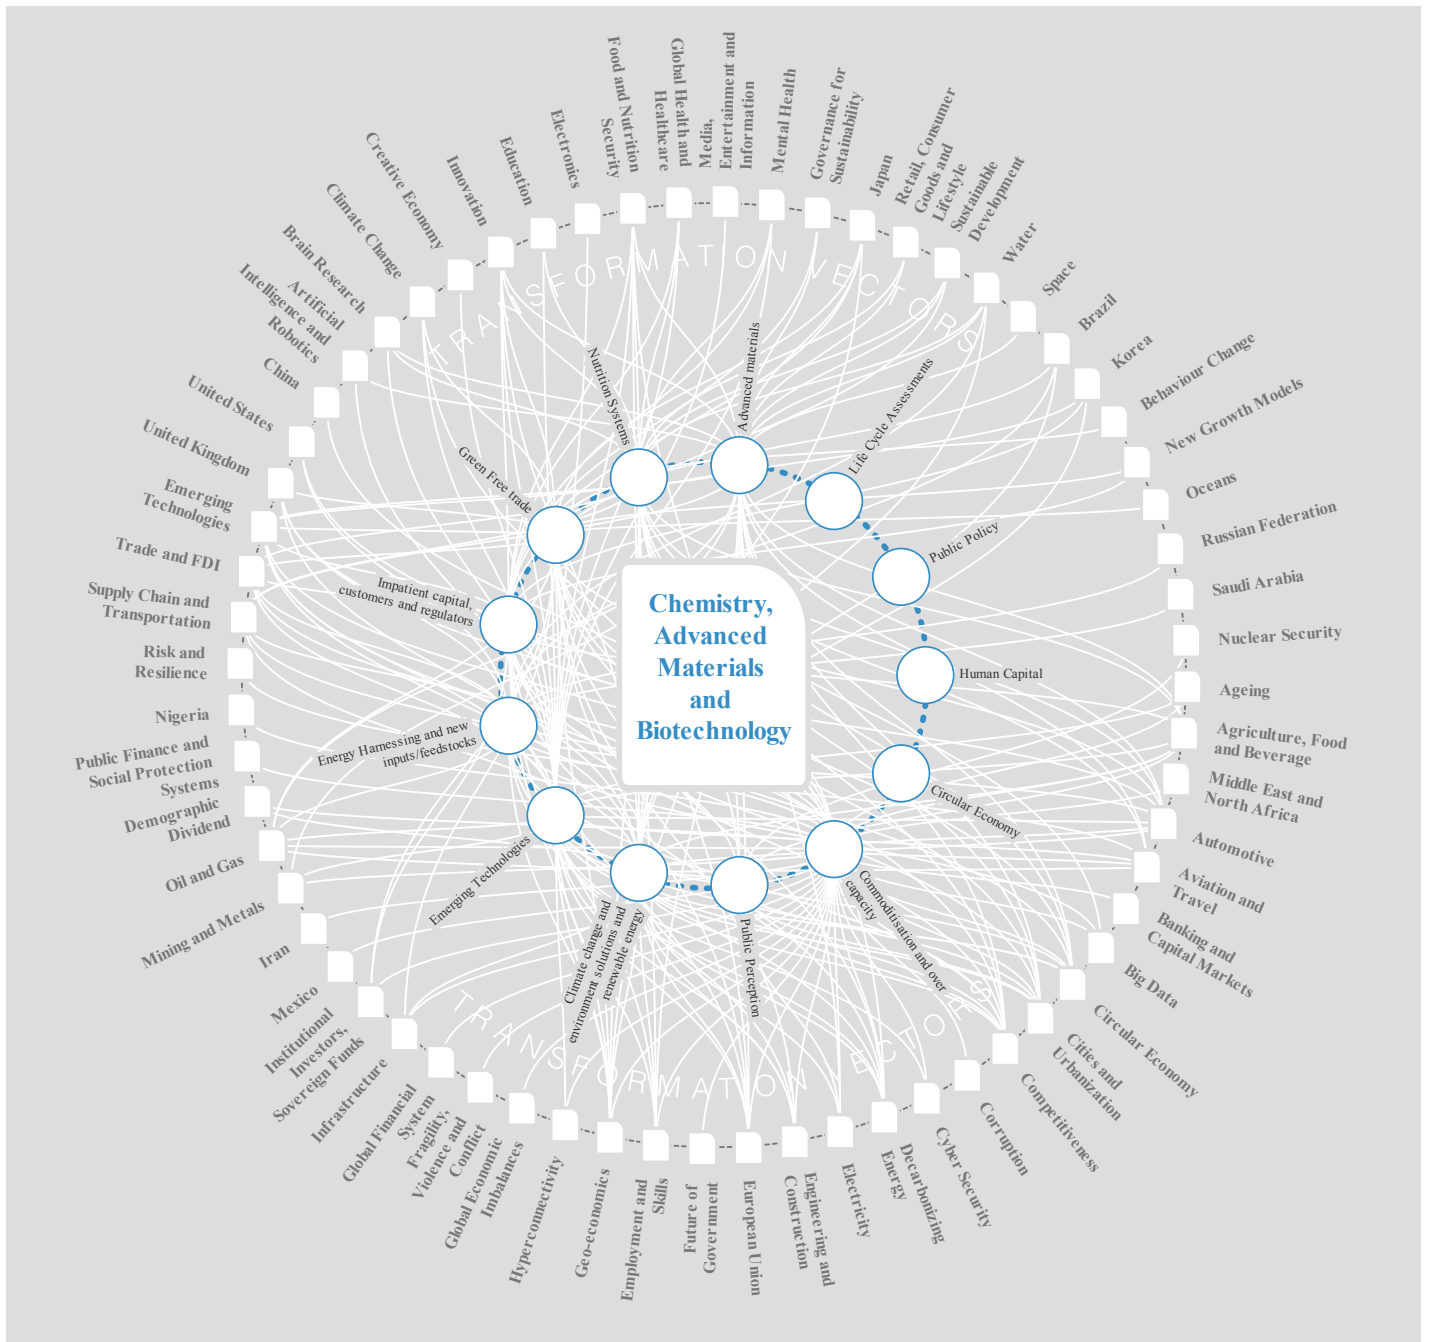 Chemistry,
Advanced
Materials
and
Biotechnology
Nutrition Systems
Advanced materials
Life Cycle Assessments
Public Policy
Human Capital
Circular Economy
Commoditisation and over
capacity
Public Perception
Climate change and
environment solutions and
renewable energy
Emerging Technologies
Energy Harnessing and new
inputs/feedstocks
Impatient capital,
customers and regulators
Green Free trade
TRANSFORMATION VECTORS
TRANSFORMATION VECTORS
Food and Nutrition
Security
Global Health and
Healthcare
Media,
Entertainment and
Information
Mental Health
Governance for
Sustainability
Japan
Retail, Consumer
Goods and
Lifestyle
Sustainable
Development
Water
Space
Brazil
Korea
Behaviour Change
New Growth Models
Oceans
Russian Federation
Saudi Arabia
Nuclear Security
Ageing
Agriculture, Food
and Beverage
Middle East and
North Africa
Automotive
Aviation and
Travel
Banking and
Capital Markets
Big Data
Circular Economy
Cities and
Urbanization
Competitiveness
Corruption
Cyber Security
Decarbonizing
Energy
Electricity
Engineering and
Construction
European Union
Future of
Government
Employment and
Skills
Geo-economics
Hyperconnectivity
Global Economic
Imbalances
Fragility,
Violence and
Conflict
Global Financial
System
Infrastructure
Institutional
Investors,
Sovereign Funds
Mexico
Iran
Mining and Metals
Oil and Gas
Demographic
Dividend
Public Finance and
Social Protection
Systems
Nigeria
Risk and
Resilience
Supply Chain and
Transportation
Trade and FDI
Emerging
Technologies
United Kingdom
United States
China
Artificial
Intelligence and
Robotics
Brain Research
Climate Change
Creative Economy
Innovation
Education
Electronics